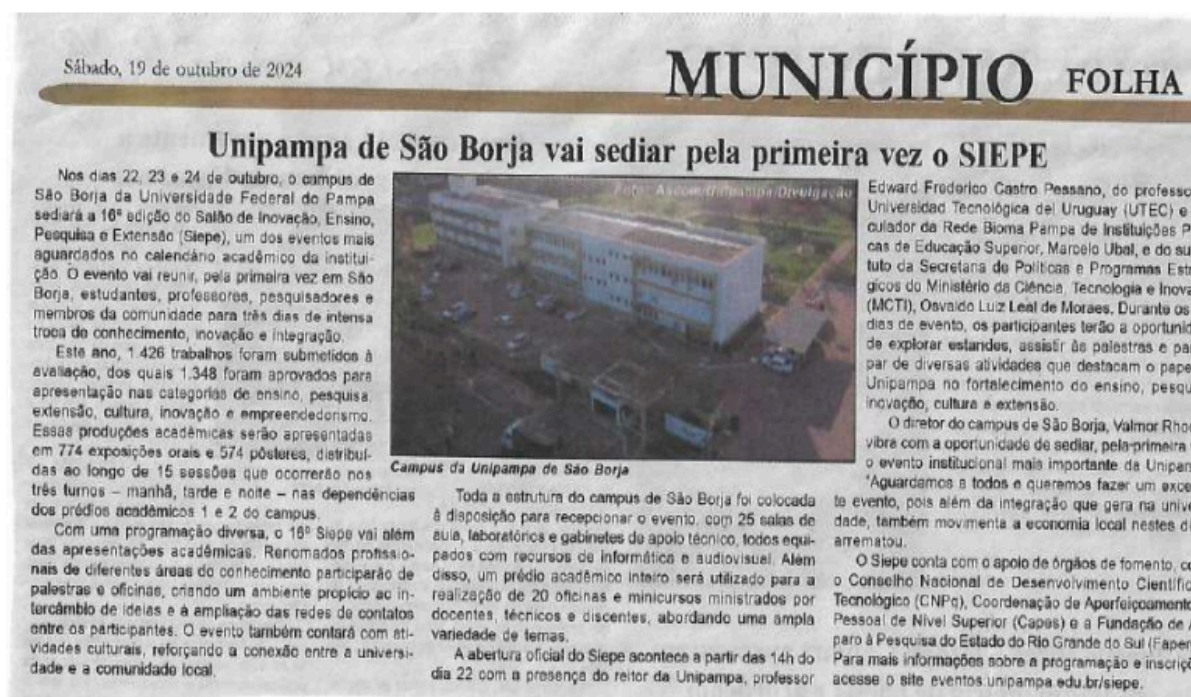 Sábado, 19 de outubro de 2024
MUNICÍPIO FOLHA
Unipampa de São Borja vai sediar pela primeira vez o SIEPE
Nos dias 22, 23 e 24 de outubro, o campus de
São Borja da Universidade Federal do Pampa
sediará a 16ª edição do Salão de Inovação, Ensino,
Pesquisa e Extensão (Siepe), um dos eventos mais
aguardados no calendário acadêmico da institui-
ção. O evento vai reunir, pela primeira vez em São
Borja, estudantes, professores, pesquisadores e
membros da comunidade para três dias de intensa
troca de conhecimento, inovação e integração.
Este ano, 1.426 trabalhos foram submetidos à
avaliação, dos quais 1.348 foram aprovados para
apresentação nas categorias de ensino, pesquisa,
extensão, cultura, inovação e empreendedorismo.
Essas produções acadêmicas serão apresentadas
em 774 exposições orais e 574 pôsteres, distribuí-
das ao longo de 15 sessões que ocorrerão nos
três turnos – manhã, tarde e noite – nas dependências
dos prédios acadêmicos 1 e 2 do campus.
Com uma programação diversa, o 16º Siepe vai além
das apresentações acadêmicas. Renomados profissio-
nais de diferentes áreas do conhecimento participarão de
palestras e oficinas, criando um ambiente propício ao in-
tercâmbio de ideias e à ampliação das redes de contatos
entre os participantes. O evento também contará com ati-
vidades culturais, reforçando a conexão entre a universi-
dade e a comunidade local.
Foto: Ascom/Unipampa/Divulgação
Campus da Unipampa de São Borja
Toda a estrutura do campus de São Borja foi colocada
à disposição para recepcionar o evento, com 25 salas de
aula, laboratórios e gabinetes de apoio técnico, todos equi-
pados com recursos de informática e audiovisual. Além
disso, um prédio acadêmico inteiro será utilizado para a
realização de 20 oficinas e minicursos ministrados por
docentes, técnicos e discentes, abordando uma ampla
variedade de temas.
A abertura oficial do Siepe acontece a partir das 14h do
dia 22 com a presença do reitor da Unipampa, professor
Edward Frederico Castro Pessano, do professo
Universidad Tecnológica del Uruguay (UTEC) e
culador da Rede Bioma Pampa de Instituições P
cas de Educação Superior, Marcelo Ubal, e do su
tuto da Secretaria de Políticas e Programas Estr
gicos do Ministério da Ciência, Tecnologia e Inova
(MCTI), Osvaldo Luiz Leal de Moraes. Durante os
dias de evento, os participantes terão a oportunid
de explorar estandes, assistir às palestras e par
par de diversas atividades que destacam o pape
Unipampa no fortalecimento do ensino, pesqu
inovação, cultura e extensão.
O diretor do campus de São Borja, Valmor Rho
vibra com a oportunidade de sediar, pela primeira
o evento institucional mais importante da Unipam
"Aguardamos a todos e queremos fazer um exce
te evento, pois além da integração que gera na unive
dade, também movimenta a economia local nestes d
arrematou.
O Siepe conta com o apoio de órgãos de fomento, co
o Conselho Nacional de Desenvolvimento Científic
Tecnológico (CNPq), Coordenação de Aperfeiçoamento
Pessoal de Nível Superior (Capes) e a Fundação de A
paro à Pesquisa do Estado do Rio Grande do Sul (Faper
Para mais informações sobre a programação e inscriçõ
acesse o site eventos.unipampa.edu.br/siepe.